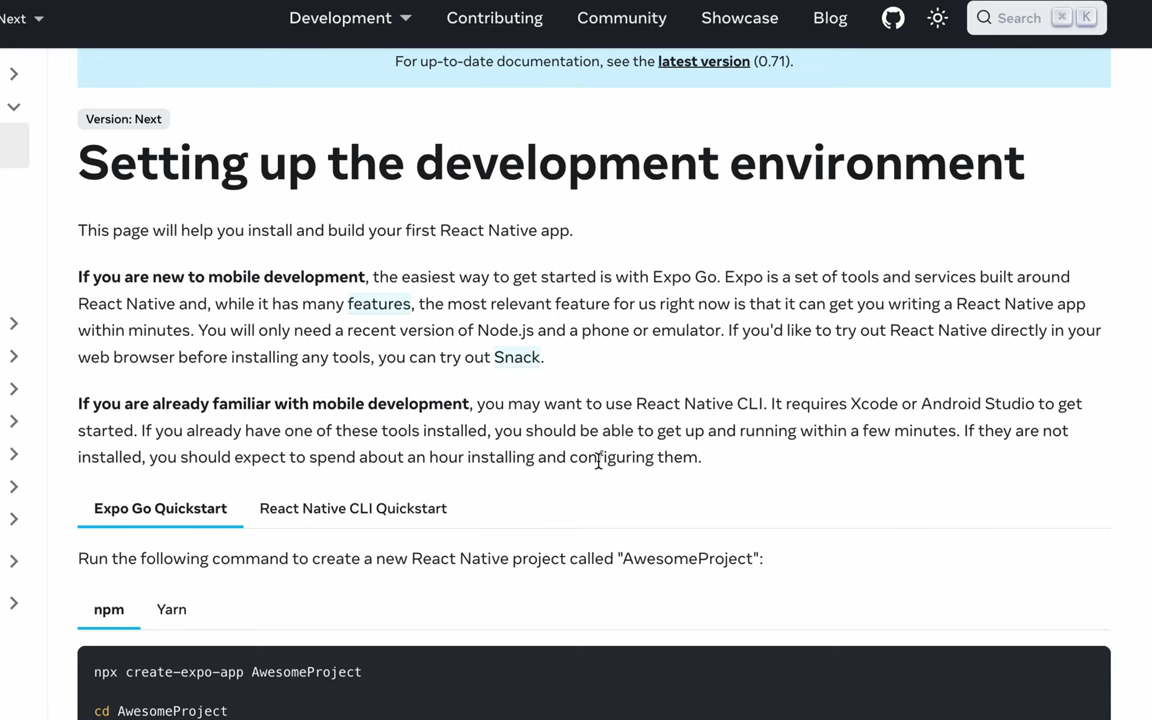 Next Development Contributing Community Showcase Blog Search ⌘ K
For up-to-date documentation, see the latest version (0.71).
Version: Next
Setting up the development environment
This page will help you install and build your first React Native app.
If you are new to mobile development, the easiest way to get started is with Expo Go. Expo is a set of tools and services built around
React Native and, while it has many features, the most relevant feature for us right now is that it can get you writing a React Native app
within minutes. You will only need a recent version of Node.js and a phone or emulator. If you'd like to try out React Native directly in your
web browser before installing any tools, you can try out Snack.
If you are already familiar with mobile development, you may want to use React Native CLI. It requires Xcode or Android Studio to get
started. If you already have one of these tools installed, you should be able to get up and running within a few minutes. If they are not
installed, you should expect to spend about an hour installing and configuring them.
Expo Go Quickstart React Native CLI Quickstart
Run the following command to create a new React Native project called "AwesomeProject":
npm Yarn
npx create-expo-app AwesomeProject
cd AwesomeProject